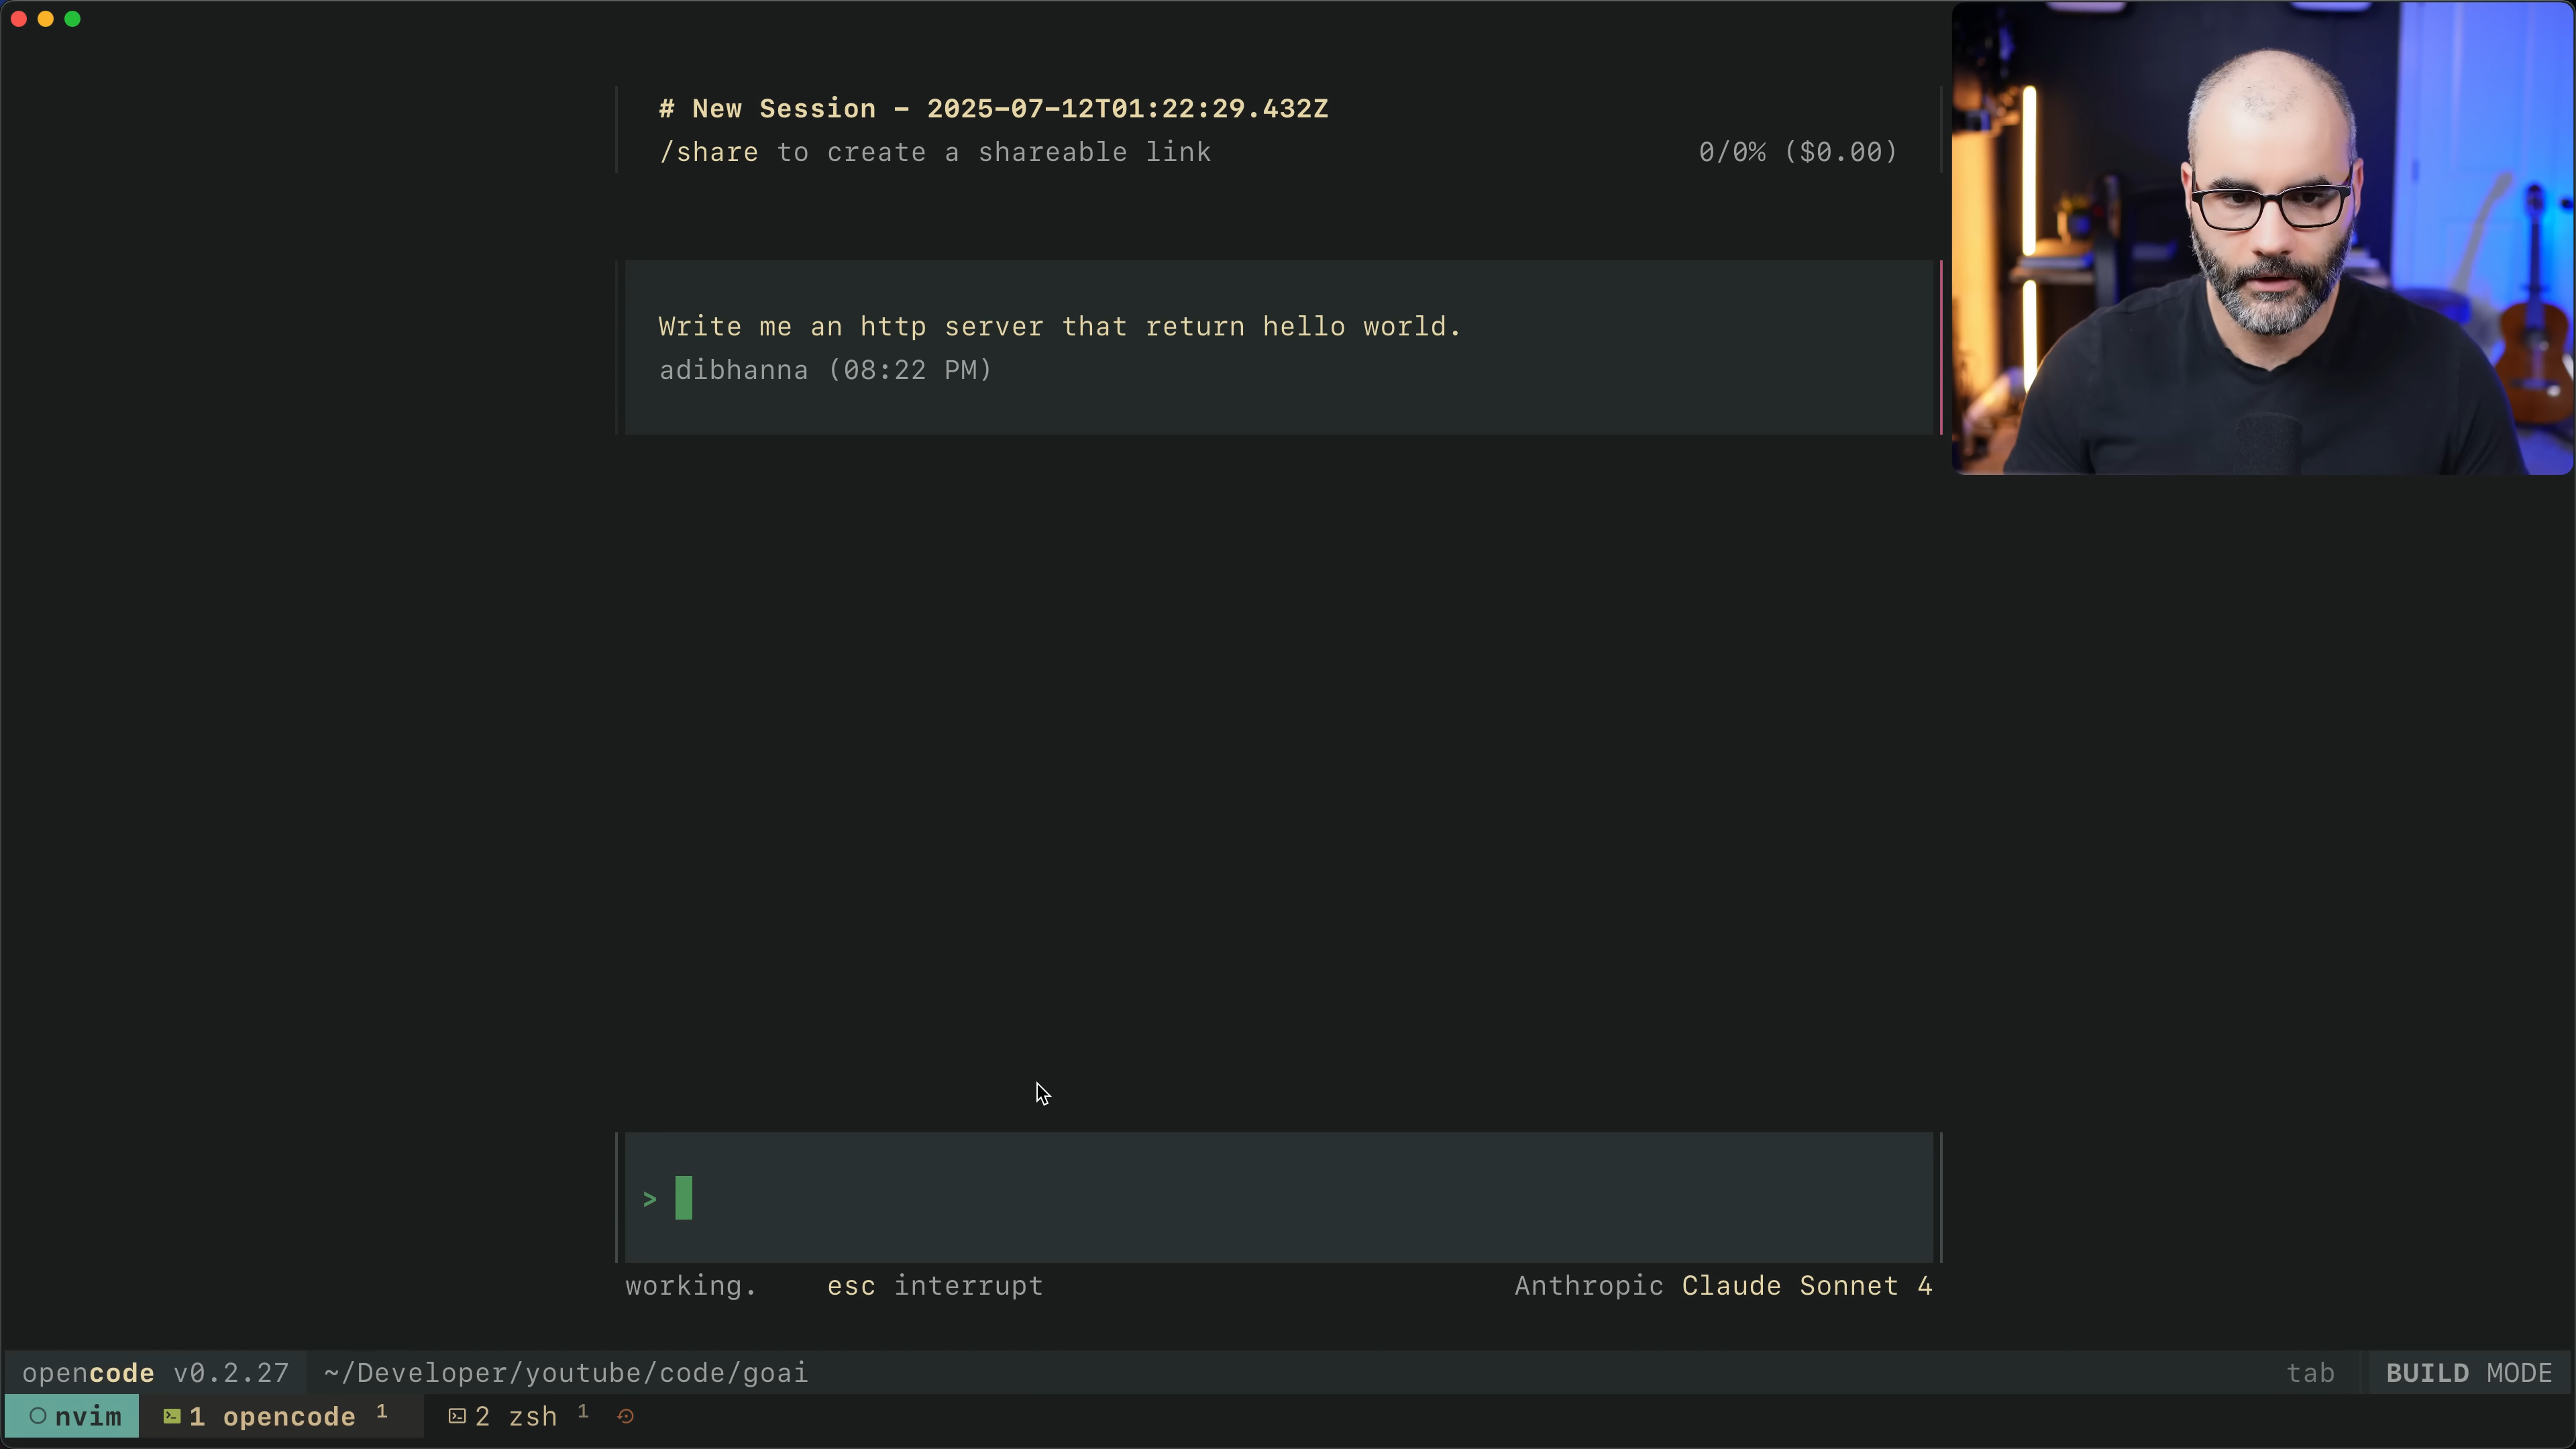 # New Session - 2025-07-12T01:22:29.432Z
/share to create a shareable link 0/0% ($0.00)
Write me an http server that return hello world.
adibhanna (08:22 PM)
>
working. esc interrupt Anthropic Claude Sonnet 4
opencode v0.2.27 ~/Developer/youtube/code/goai tab BUILD MODE
nvim 1 opencode 1 2 zsh 1